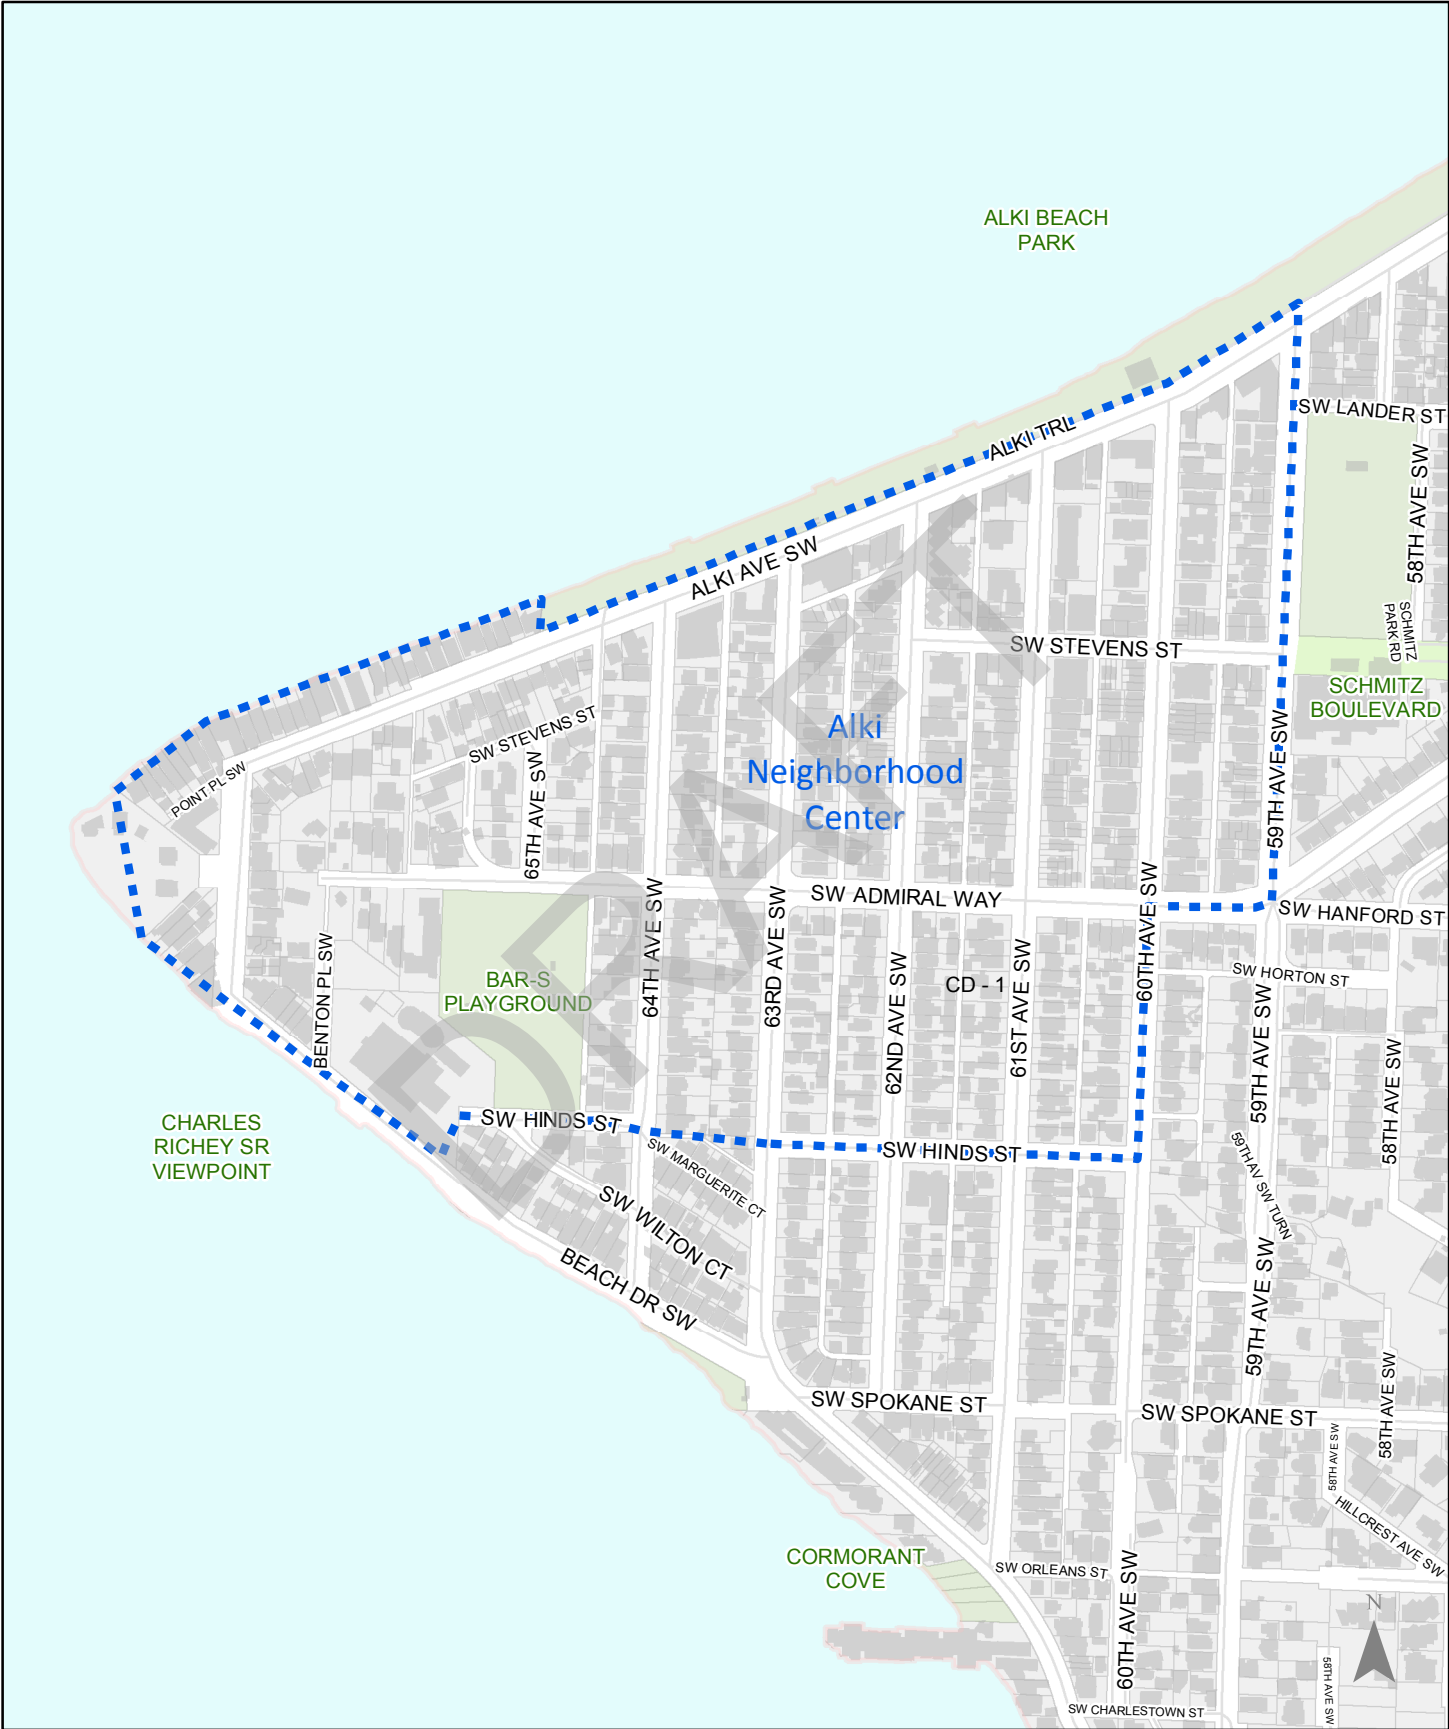 ALKI BEACH
PARK
SW LANDER ST
ALKI TRL
58TH AVE SW
ALKI AVE SW
SCHMITZ
PARK RD
SW STEVENS ST
SCHMITZ
BOULEVARD
SW STEVENS ST
Alki
Neighborhood
Center
59TH AVE SW
POINT PL SW
65TH AVE SW
SW ADMIRAL WAY
60TH AVE SW
SW HANFORD ST
64TH AVE SW
63RD AVE SW
62ND AVE SW
61ST AVE SW
SW HORTON ST
BAR-S
PLAYGROUND
CD - 1
BENTON PL SW
59TH AVE SW
58TH AVE SW
CHARLES
RICHEY SR
VIEWPOINT
SW HINDS ST
SW HINDS ST
SW MARGUERITE CT
59TH AV SW TURN
SW WILTON CT
BEACH DR SW
59TH AVE SW
58TH AVE SW
SW SPOKANE ST
SW SPOKANE ST
58TH AVE SW
HILLCREST AVE SW
CORMORANT
COVE
SW ORLEANS ST
60TH AVE SW
N
58TH AVE SW
SW CHARLESTOWN ST
DRAFT